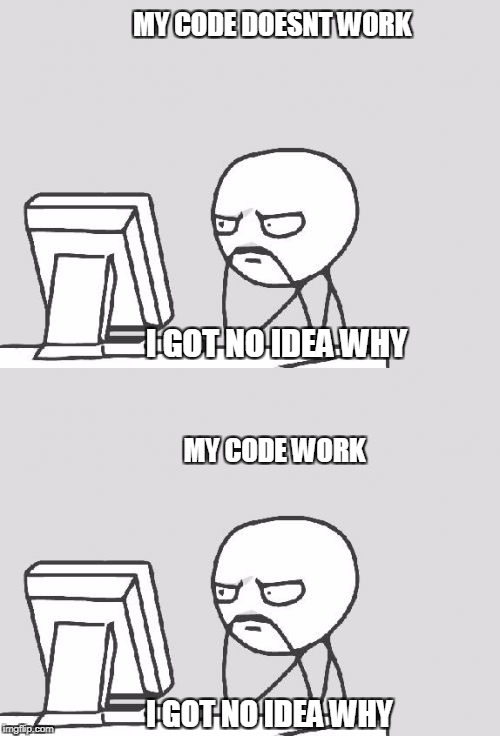 MY CODE DOESNT WORK
I GOT NO IDEA WHY
MY CODE WORK
I GOT NO IDEA WHY
imgflip.com